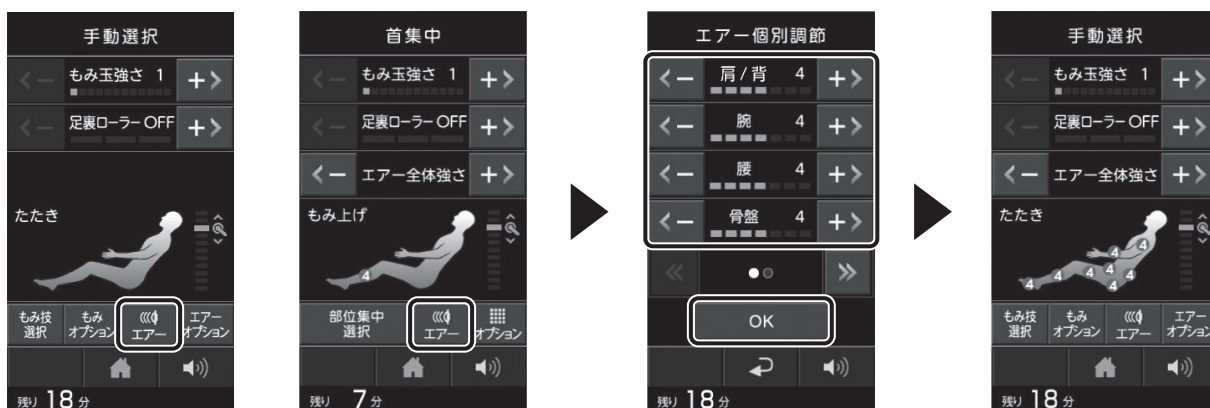 手動選択
もみ玉強さ 1
足裏ローラー OFF
たたき
もみ技
選択
もみ
オプション
エアー
エアー
オプション
残り 18 分
首集中
もみ玉強さ 1
足裏ローラー OFF
エアー全体強さ
もみ上げ
4
部位集中
選択
エアー
オプション
残り 7 分
エアー個別調節
肩/背 4
腕 4
腰 4
骨盤 4
OK
残り 18 分
手動選択
もみ玉強さ 1
足裏ローラー OFF
エアー全体強さ
たたき
4
4
4
4
4
4
4
4
もみ技
選択
もみ
オプション
エアー
エアー
オプション
残り 18 分